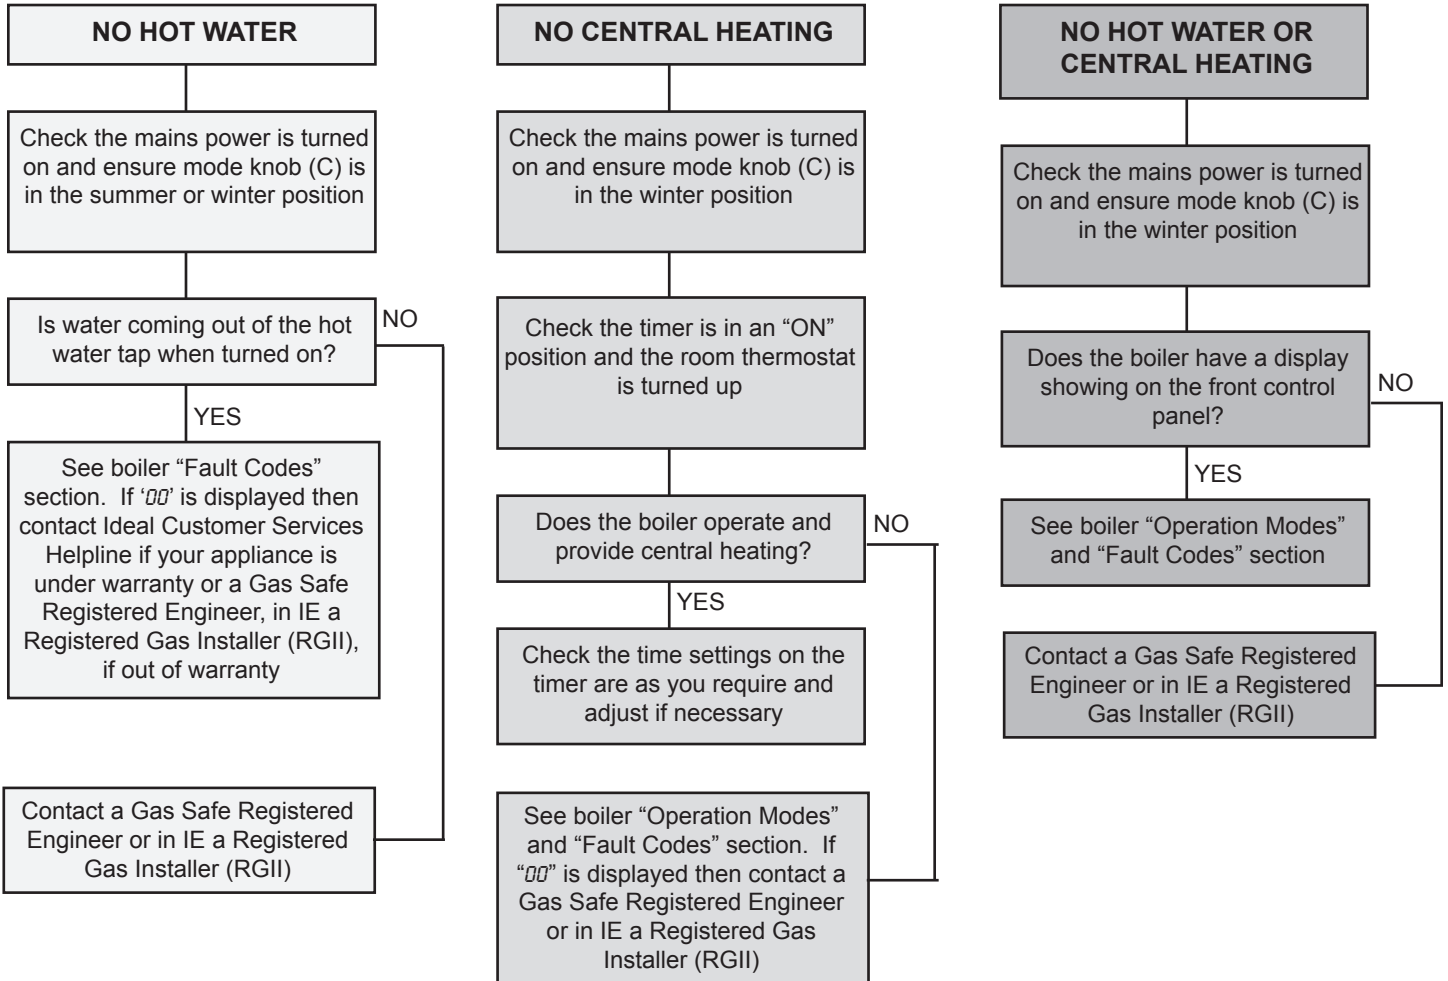 NO HOT WATER
Check the mains power is turned
on and ensure mode knob (C) is
in the summer or winter position
Is water coming out of the hot
water tap when turned on?
NO
YES
See boiler “Fault Codes”
section.  If ‘00’ is displayed then
contact Ideal Customer Services
Helpline if your appliance is
under warranty or a Gas Safe
Registered Engineer, in IE a
Registered Gas Installer (RGII),
if out of warranty
Contact a Gas Safe Registered
Engineer or in IE a Registered
Gas Installer (RGII)
NO CENTRAL HEATING
Check the mains power is turned
on and ensure mode knob (C) is
in the winter position
Check the timer is in an “ON”
position and the room thermostat
is turned up
Does the boiler operate and
provide central heating?
NO
YES
Check the time settings on the
timer are as you require and
adjust if necessary
See boiler “Operation Modes”
and “Fault Codes” section.  If
“00” is displayed then contact a
Gas Safe Registered Engineer
or in IE a Registered Gas
Installer (RGII)
NO HOT WATER OR
CENTRAL HEATING
Check the mains power is turned
on and ensure mode knob (C) is
in the winter position
Does the boiler have a display
showing on the front control
panel?
NO
YES
See boiler “Operation Modes”
and “Fault Codes” section
Contact a Gas Safe Registered
Engineer or in IE a Registered
Gas Installer (RGII)